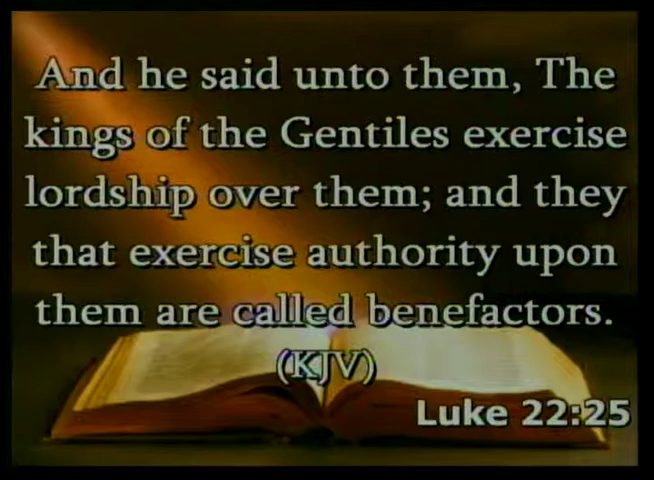 And he said unto them, The
kings of the Gentiles exercise
lordship over them; and they
that exercise authority upon
them are called benefactors.
(KJV)
Luke 22:25